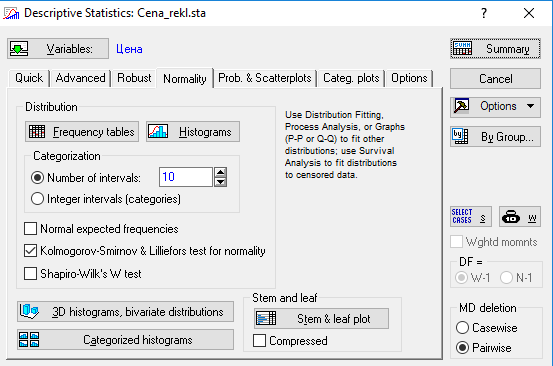 Descriptive Statistics: Cena_rekl.sta
?
Variables:
Цена
SUMM
Summary
Quick
Advanced
Robust
Normality
Prob. & Scatterplots
Categ. plots
Options
Cancel
Options
By Group...
Distribution
Frequency tables
Histograms
Categorization
Number of intervals:
10
Integer intervals (categories)
Normal expected frequencies
Kolmogorov-Smirnov & Lilliefors test for normality
Shapiro-Wilk's W test
Use Distribution Fitting,
Process Analysis, or Graphs
(P-P or Q-Q) to fit other
distributions; use Survival
Analysis to fit distributions
to censored data.
3D histograms, bivariate distributions
Categorized histograms
Stem and leaf
Stem & leaf plot
Compressed
SELECT
CASES
S
W
Wghtd momnts
DF =
W-1
N-1
MD deletion
Casewise
Pairwise